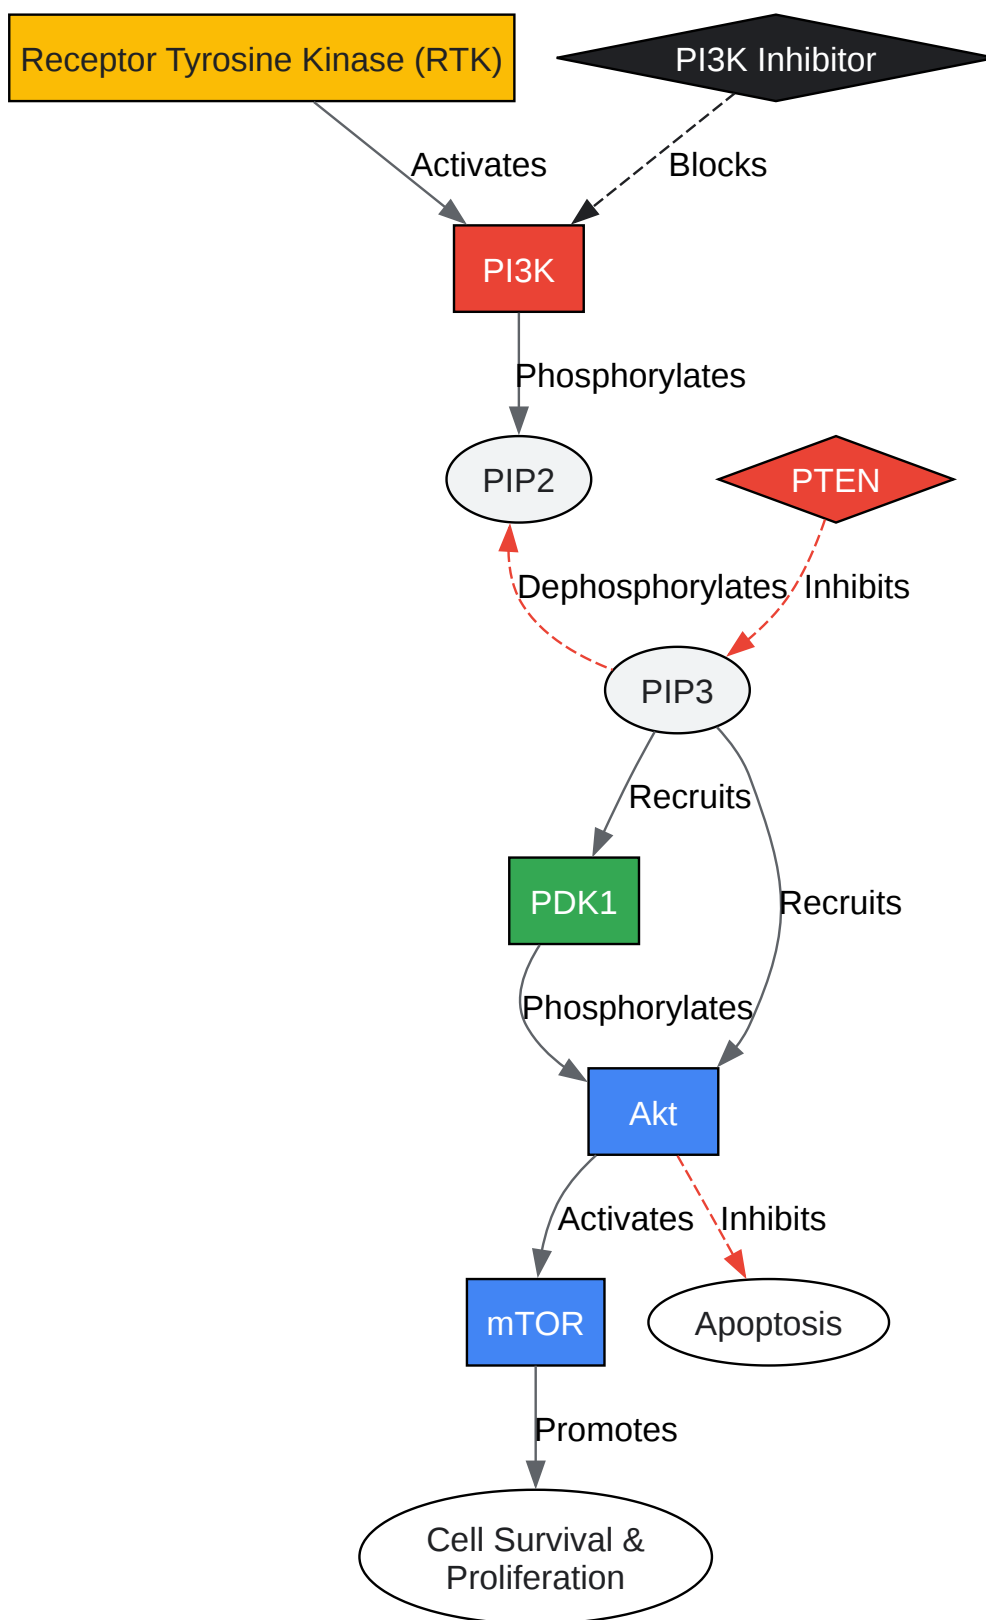 Receptor Tyrosine Kinase (RTK)
PI3K Inhibitor
Activates
Blocks
PI3K
Phosphorylates
PIP2
PTEN
Dephosphorylates
Inhibits
PIP3
Recruits
PDK1
Recruits
Phosphorylates
Akt
Activates
Inhibits
mTOR
Apoptosis
Promotes
Cell Survival &
Proliferation